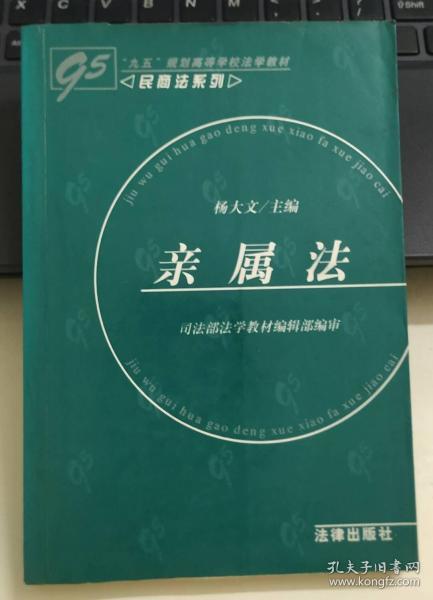 95
"九五"规划高等学校法学教材
◁民商法系列▷
jiu wu gui hua gao deng xue xiao fa xue jiao cai
杨大文/主编
亲属法
司法部法学教材编辑部编审
jiu wu gui hua gao deng xue xiao fa xue jiao cai
法律出版社
孔夫子旧书网
www.kongfz.com